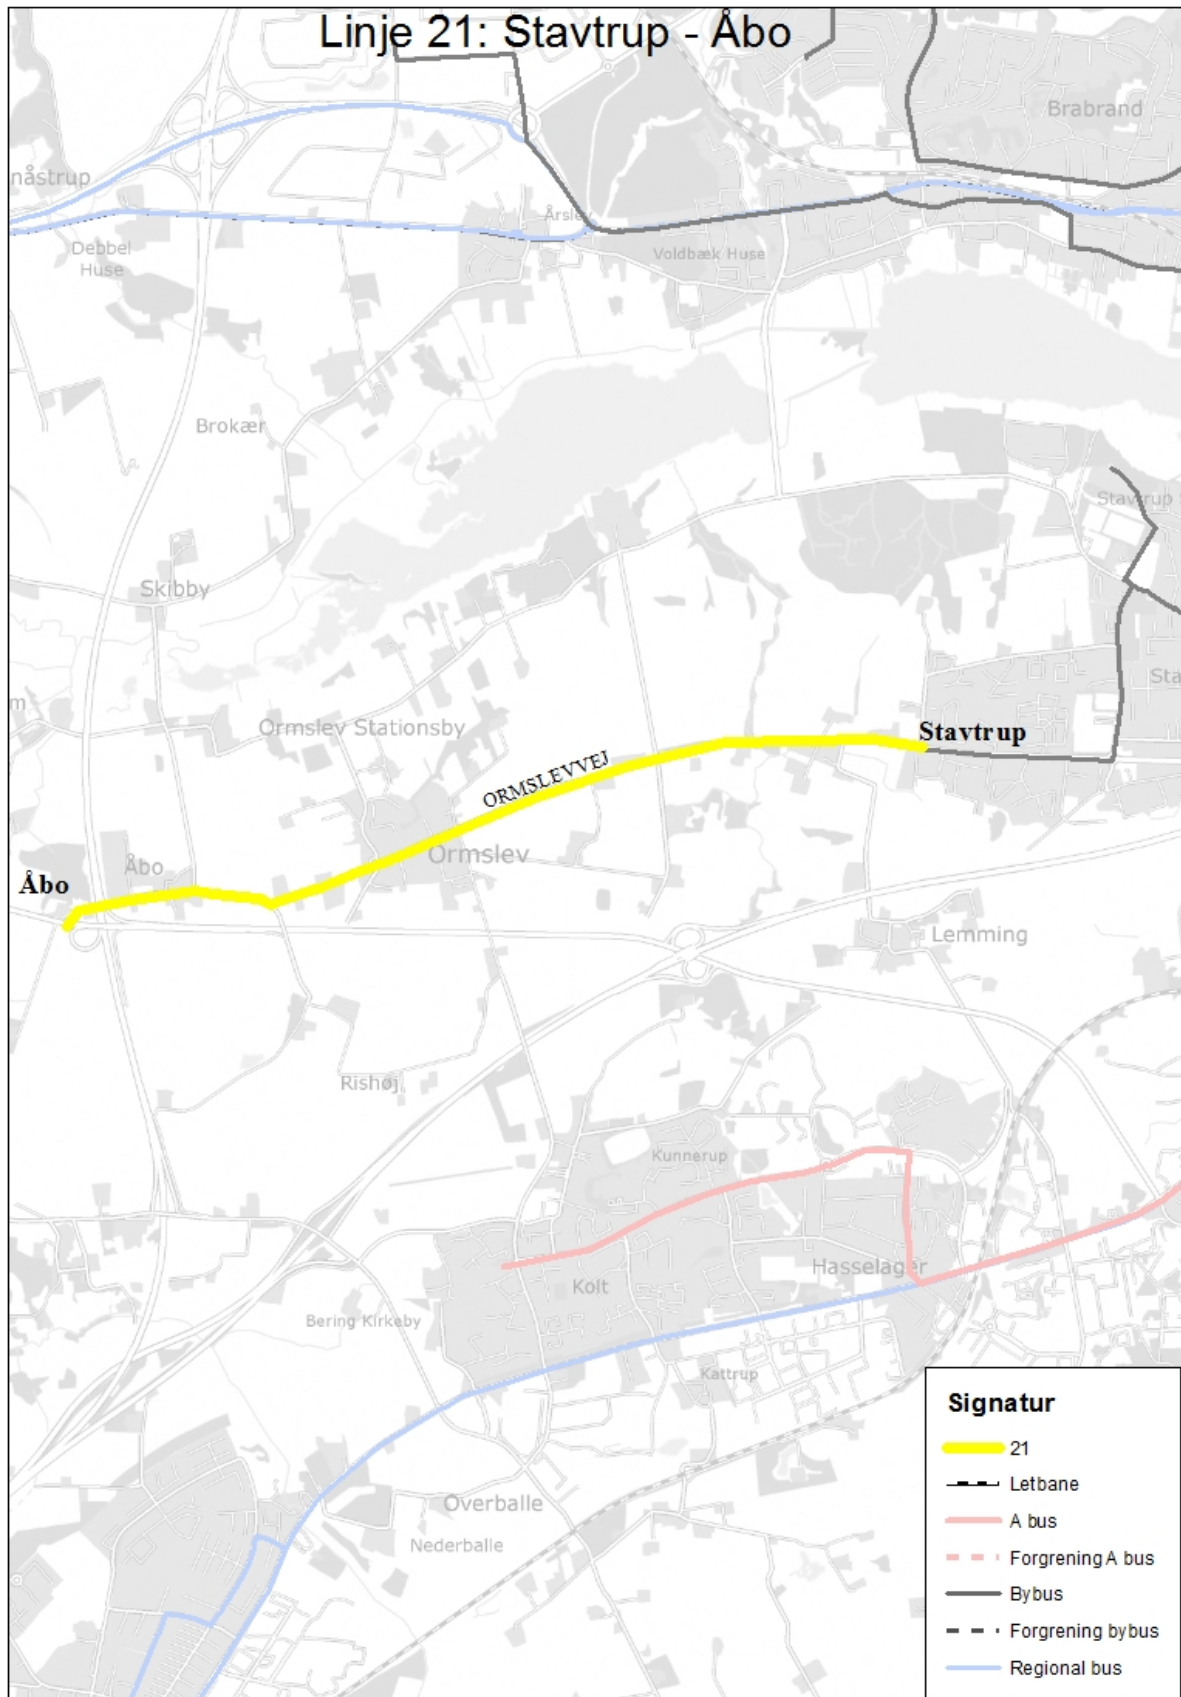 Linje 21: Stavtrup - Åbo
Brabrand
nåstrup
Årslev
Debbel
Huse
Voldbæk Huse
Brokær
Stavtrup
Skibby
Sta
m
Ormslev Stationsby
Stavtrup
ORMSLEVVEJ
Ormslev
Åbo
Åbo
Lemming
Rishøj
Kunnerup
Hasselager
Kolt
Bering Kirkeby
Kattrup
Overballe
Nederballe
Signatur
21
Letbane
A bus
Forgrening A bus
Bybus
Forgrening bybus
Regional bus